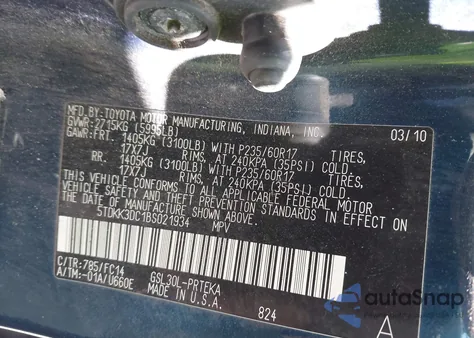 MFD.BY:TOYOTA MOTOR MANUFACTURING, INDIANA, INC. 03/10
GVWR:2715KG (5995LB)
GAWR:FRT. 1405KG (3100LB) WITH P235/60R17 TIRES,
17X7J RIMS, AT 240KPA (35PSI) COLD.
RR. 1405KG (3100LB) WITH P235/60R17 TIRES,
17X7J RIMS, AT 240KPA (35PSI) COLD.
THIS VEHICLE CONFORMS TO ALL APPLICABLE FEDERAL MOTOR
VEHICLE SAFETY AND THEFT PREVENTION STANDARDS IN EFFECT
ON THE DATE OF MANUFACTURE SHOWN ABOVE.
5TDKK3DC1BS021934 MPV
C/TR:785/FC14 GSL30L-PRTEKA
A/TM:-01A/U660E MADE IN U.S.A. 824 A
autoSnap